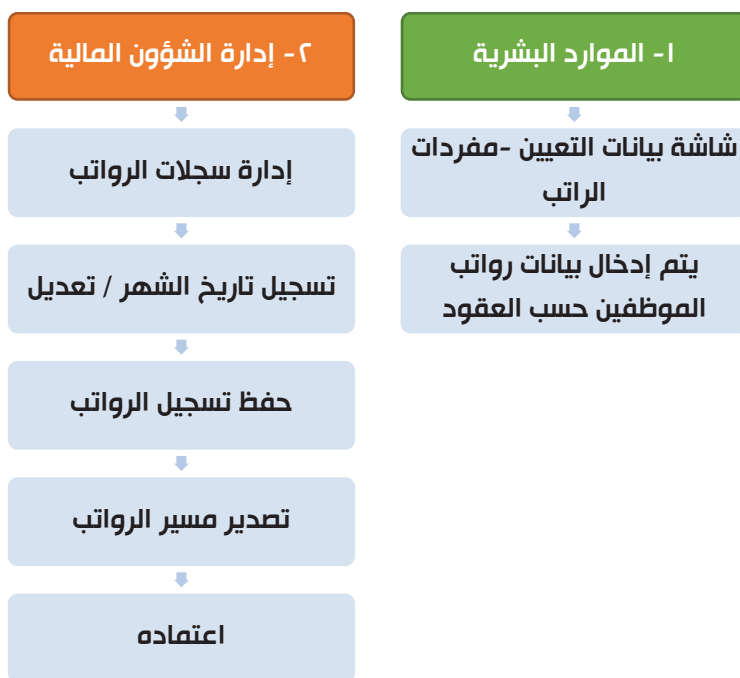 ١- الموارد البشرية
شاشة بيانات التعيين -مفردات
الراتب
يتم إدخال بيانات رواتب
الموظفين حسب العقود
٢- إدارة الشؤون المالية
إدارة سجلات الرواتب
تسجيل تاريخ الشهر / تعديل
حفظ تسجيل الرواتب
تصدير مسير الرواتب
اعتماده